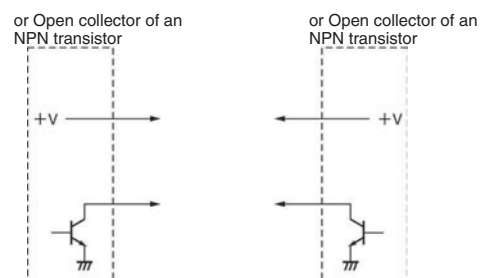 or Open collector of an
NPN transistor
or Open collector of an
NPN transistor
+V
+V